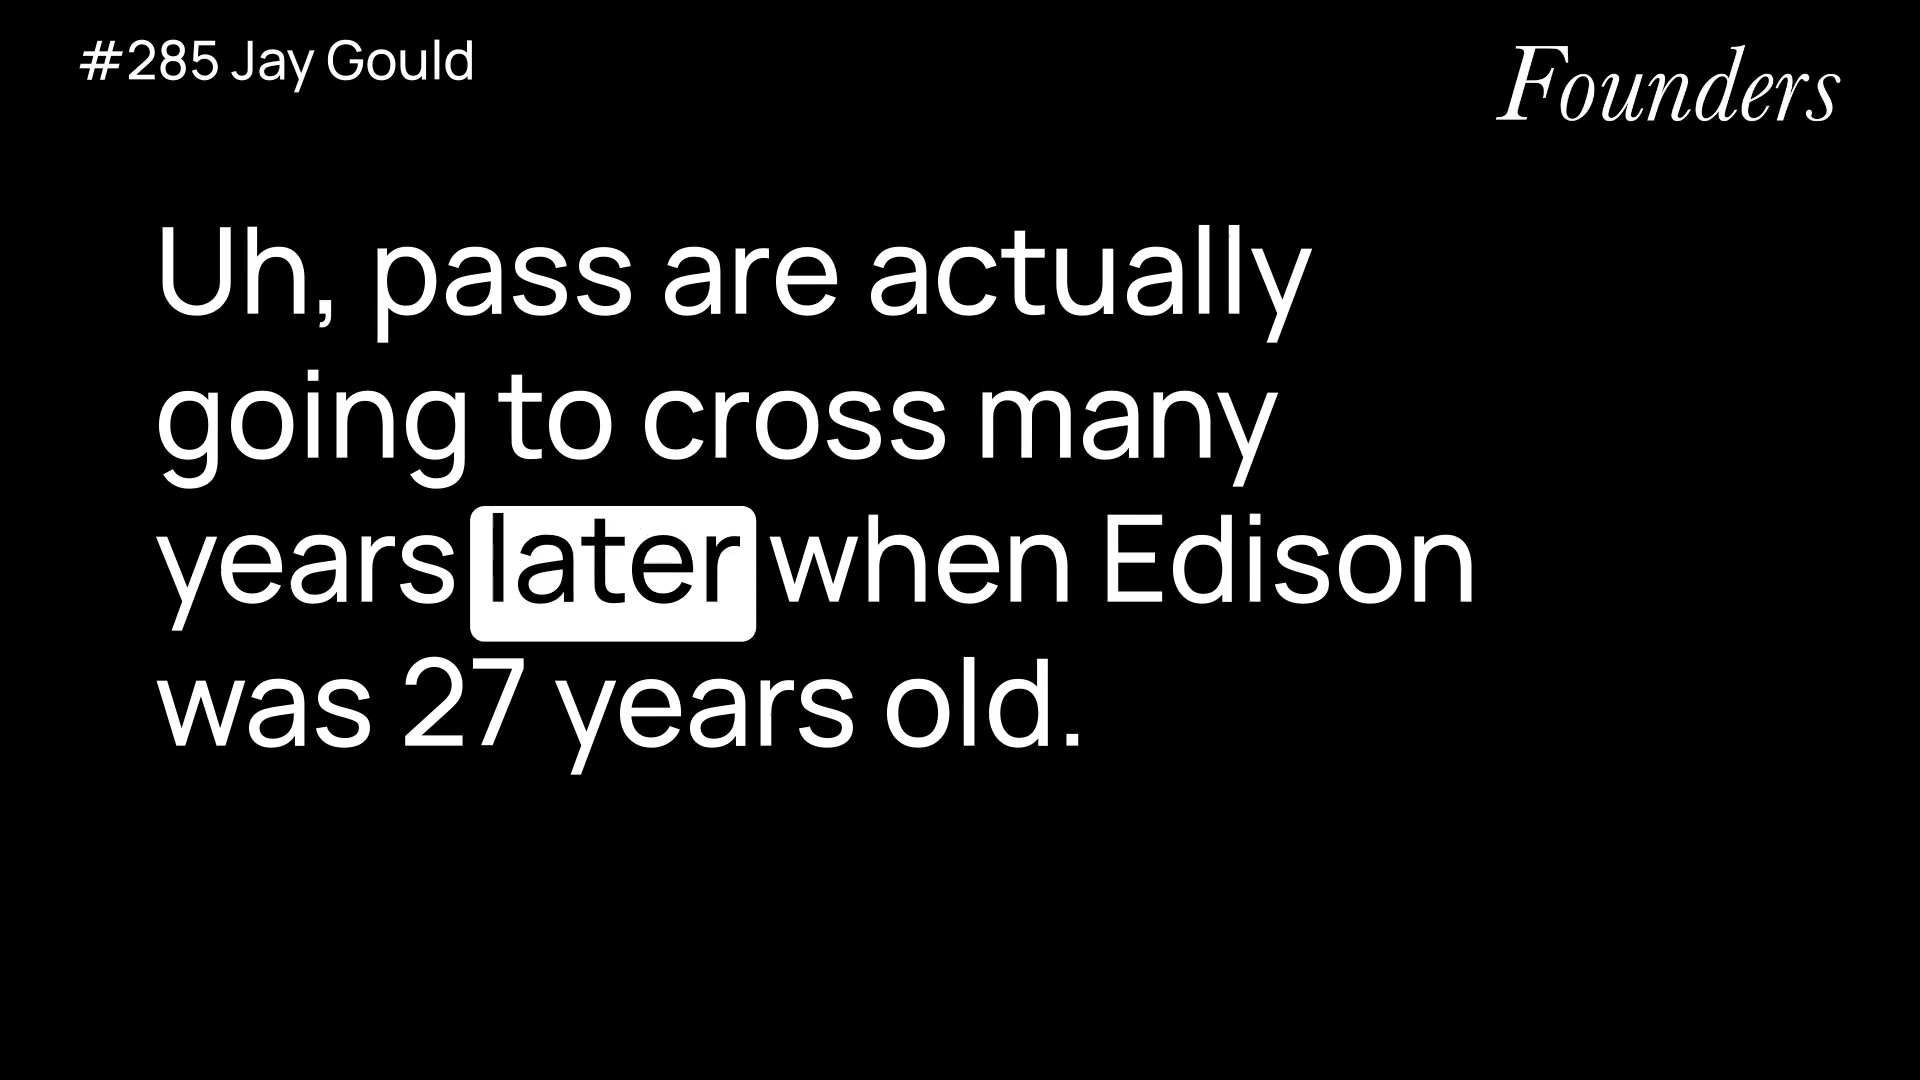 #285 Jay Gould
Founders
Uh, pass are actually
going to cross many
years later when Edison
was 27 years old.